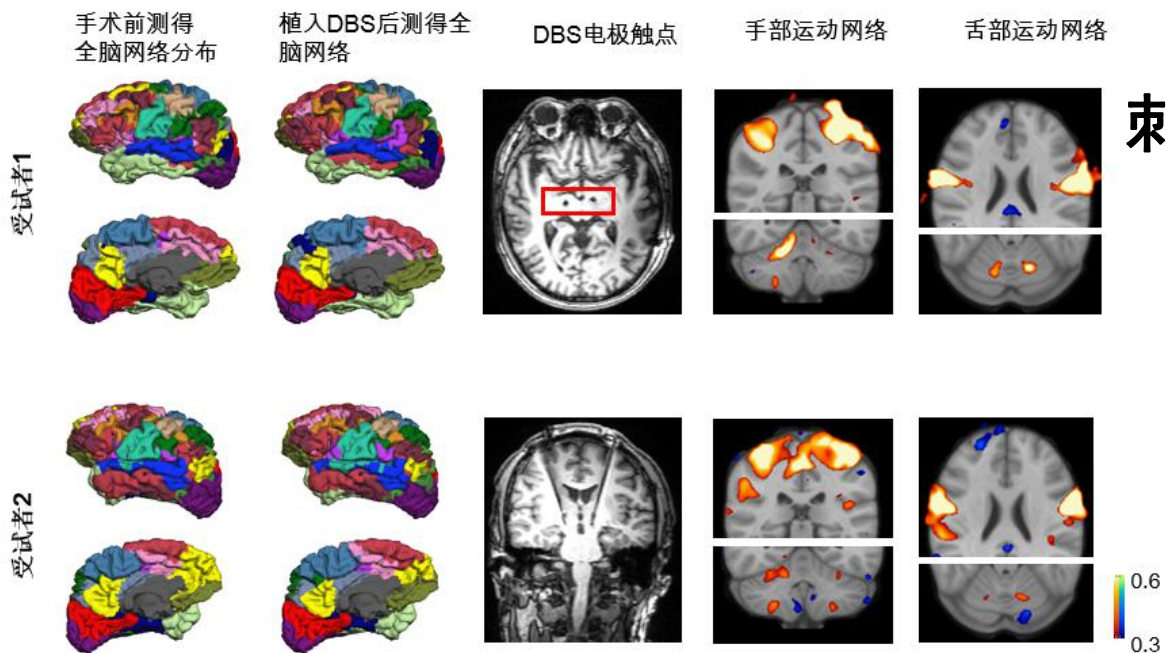 手术前测得
全脑网络分布
植入DBS后测得全
脑网络
DBS电极触点
手部运动网络
舌部运动网络
受试者1
受试者2
0.6
0.3